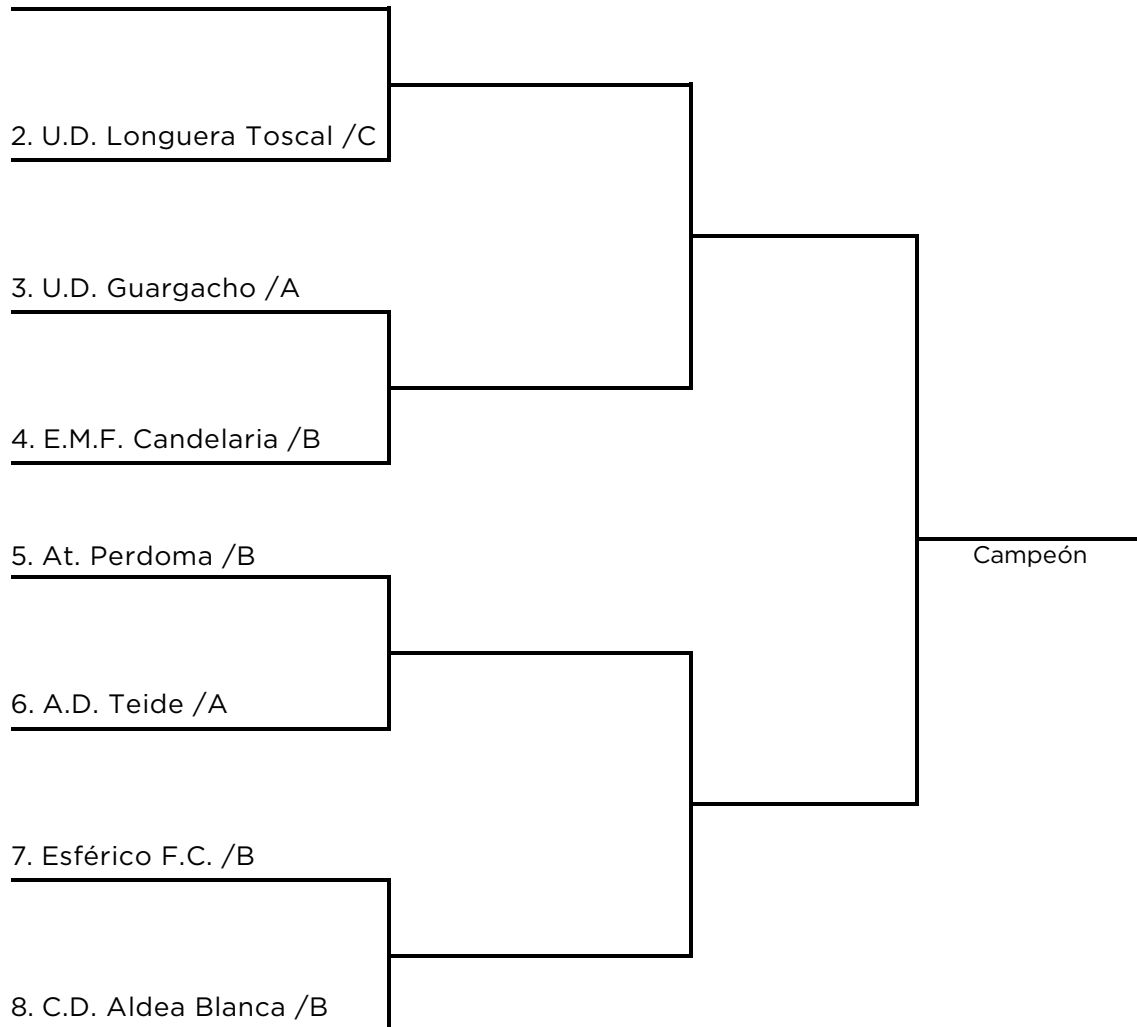 2. U.D. Longuera Toscal /C
3. U.D. Guargacho /A
4. E.M.F. Candelaria /B
5. At. Perdoma /B
Campeón
6. A.D. Teide /A
7. Esférico F.C. /B
8. C.D. Aldea Blanca /B